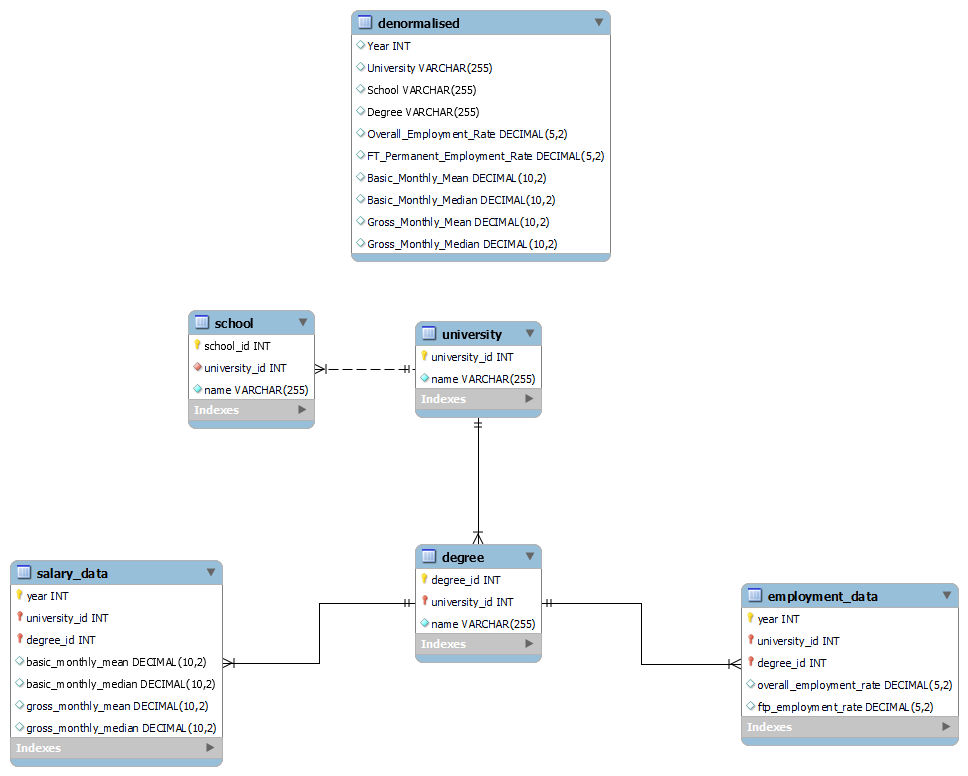 denormalised
Year INT
University VARCHAR(255)
School VARCHAR(255)
Degree VARCHAR(255)
Overall_Employment_Rate DECIMAL(5,2)
FT_Permanent_Employment_Rate DECIMAL(5,2)
Basic_Monthly_Mean DECIMAL(10,2)
Basic_Monthly_Median DECIMAL(10,2)
Gross_Monthly_Mean DECIMAL(10,2)
Gross_Monthly_Median DECIMAL(10,2)
school
school_id INT
university_id INT
name VARCHAR(255)
Indexes
university
university_id INT
name VARCHAR(255)
Indexes
degree
degree_id INT
university_id INT
name VARCHAR(255)
Indexes
salary_data
year INT
university_id INT
degree_id INT
basic_monthly_mean DECIMAL(10,2)
basic_monthly_median DECIMAL(10,2)
gross_monthly_mean DECIMAL(10,2)
gross_monthly_median DECIMAL(10,2)
Indexes
employment_data
year INT
university_id INT
degree_id INT
overall_employment_rate DECIMAL(5,2)
ftp_employment_rate DECIMAL(5,2)
Indexes